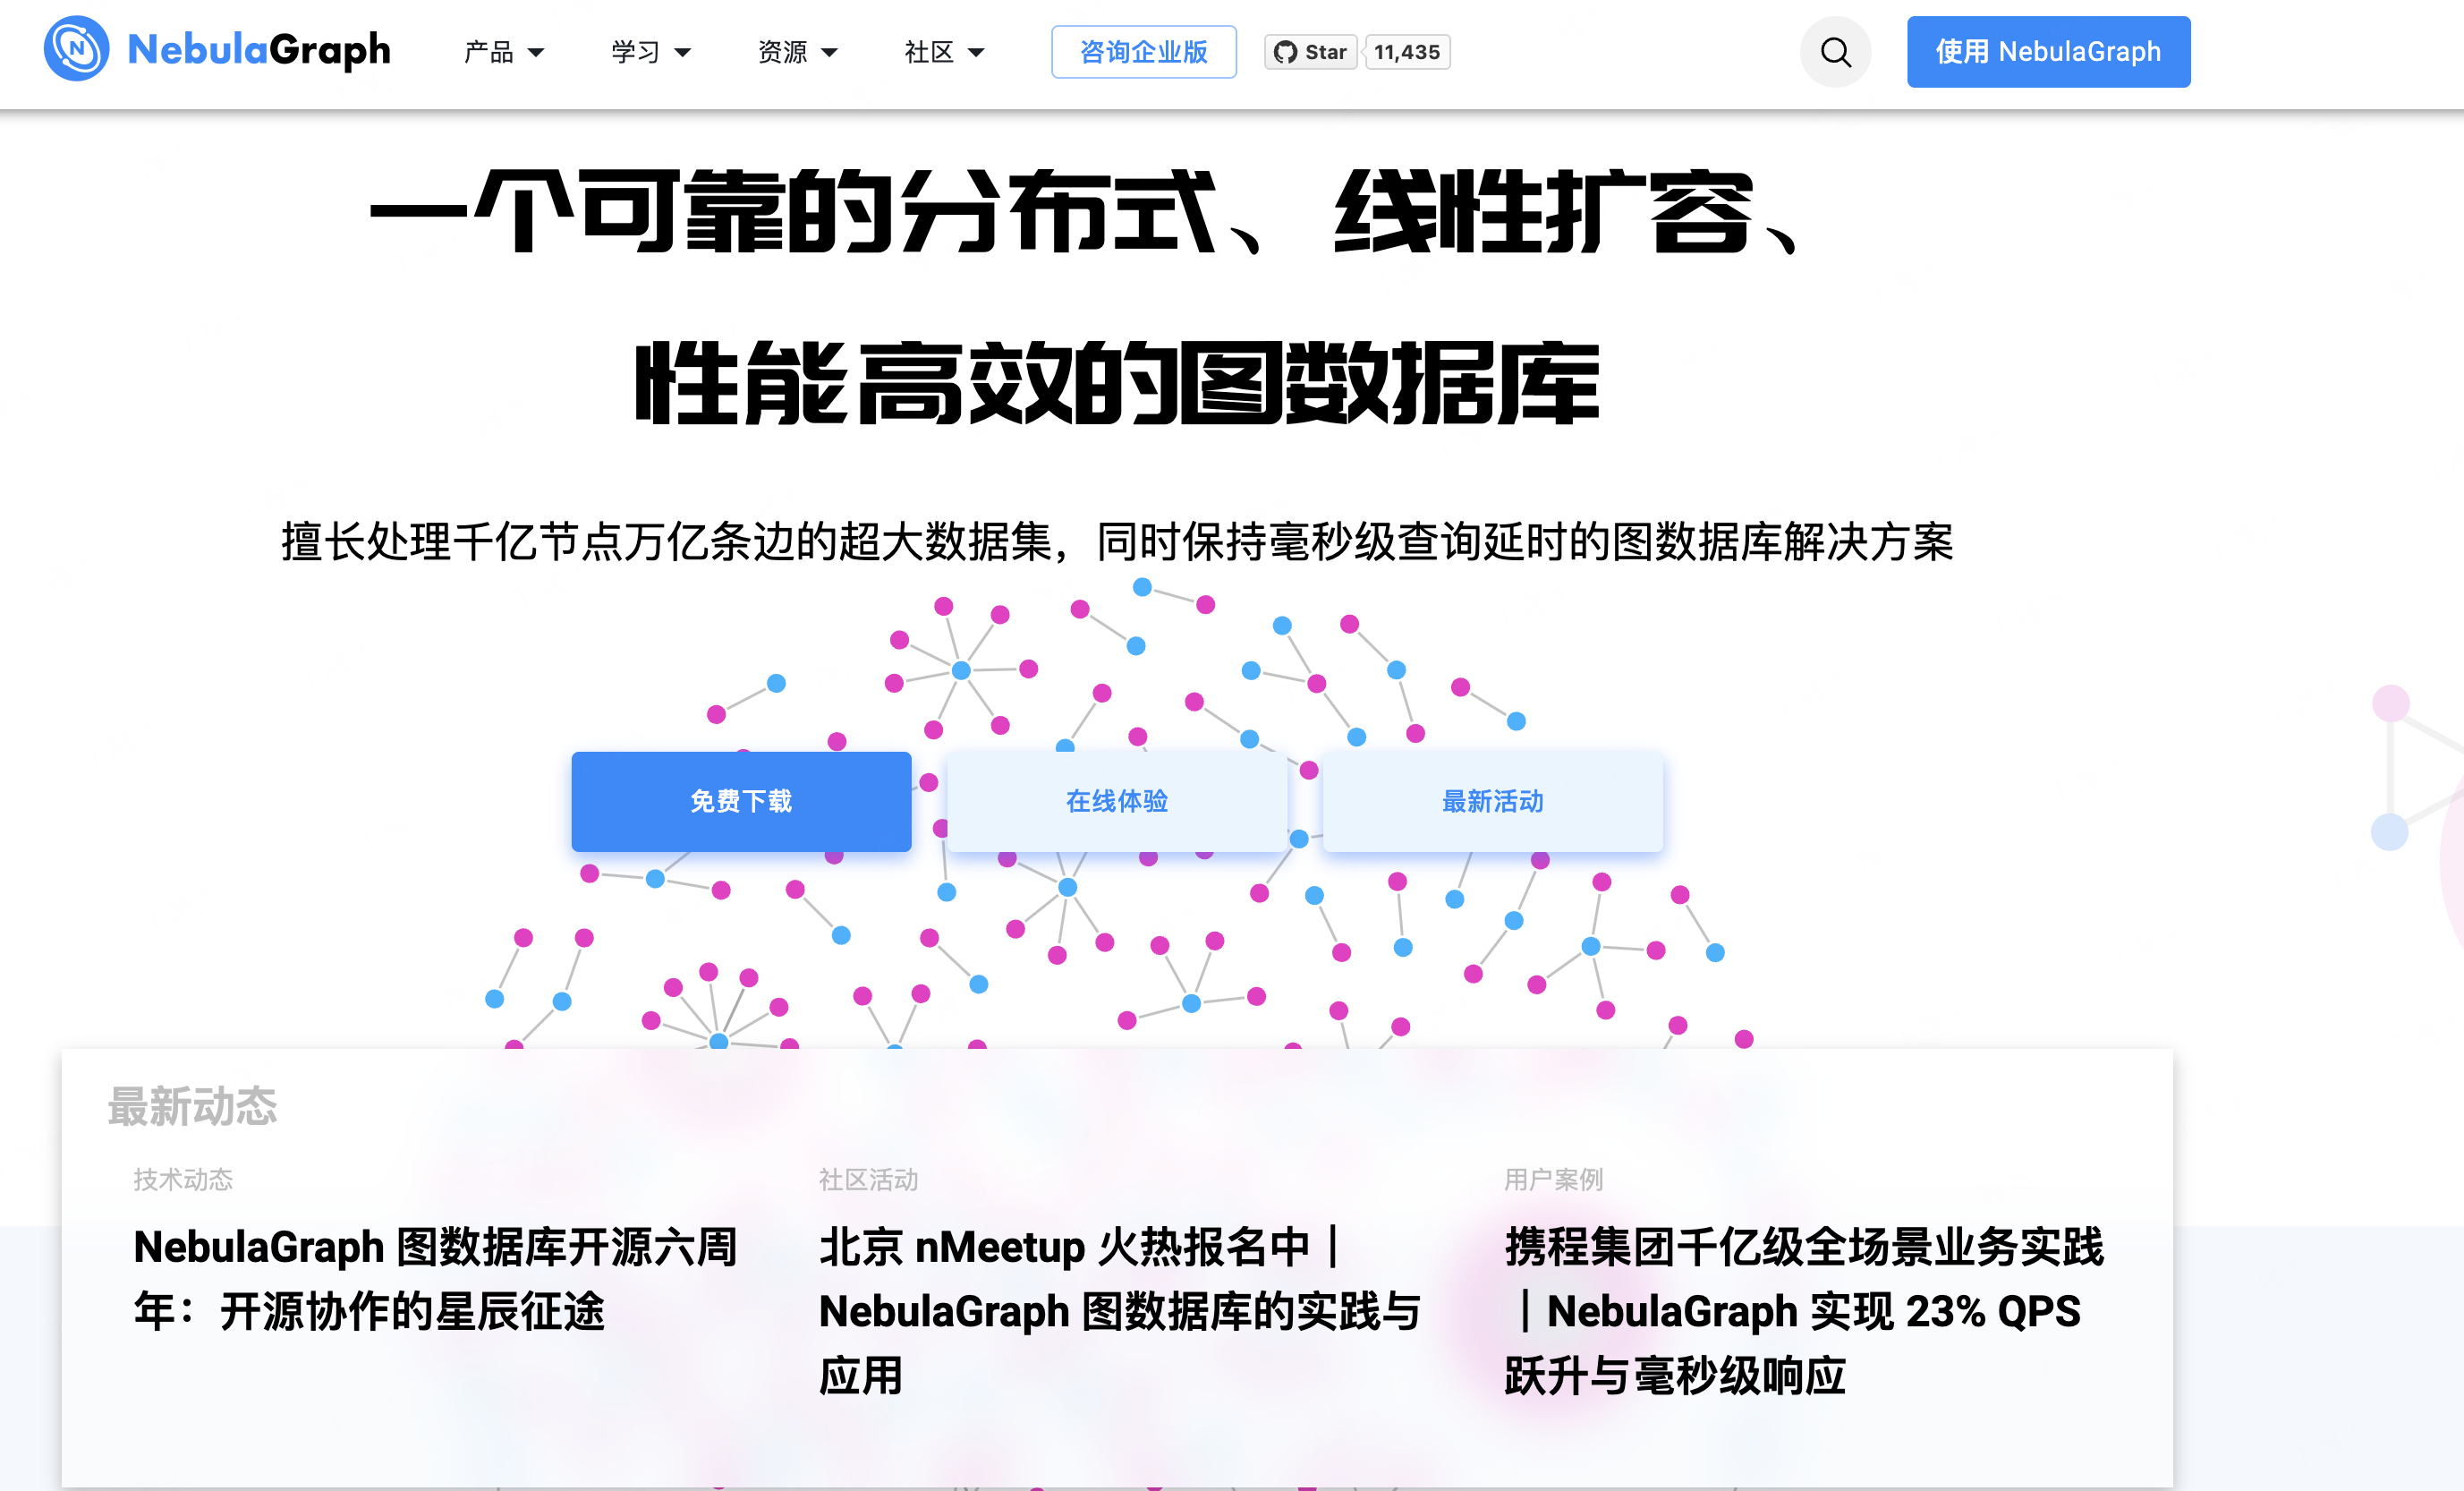 NebulaGraph 产品 学习 资源 社区 咨询企业版 Star 11,435 使用 NebulaGraph
一个可靠的分布式、线性扩容、
性能高效的图数据库
擅长处理千亿节点万亿条边的超大数据集，同时保持毫秒级查询延时的图数据库解决方案
免费下载 在线体验 最新活动
最新动态
技术动态
NebulaGraph 图数据库开源六周
年：开源协作的星辰征途
社区活动
北京 nMeetup 火热报名中｜
NebulaGraph 图数据库的实践与
应用
用户案例
携程集团千亿级全场景业务实践
｜NebulaGraph 实现 23% QPS
跃升与毫秒级响应